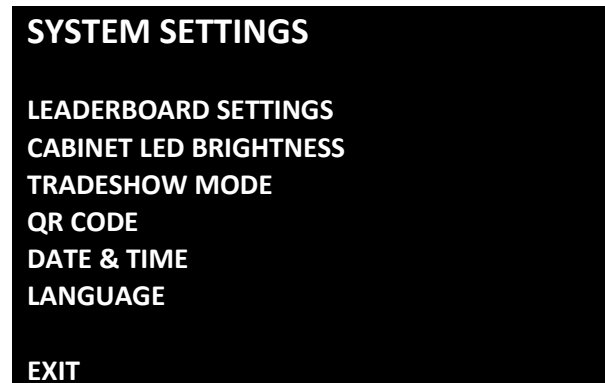 SYSTEM SETTINGS
LEADERBOARD SETTINGS
CABINET LED BRIGHTNESS
TRADESHOW MODE
QR CODE
DATE & TIME
LANGUAGE
EXIT